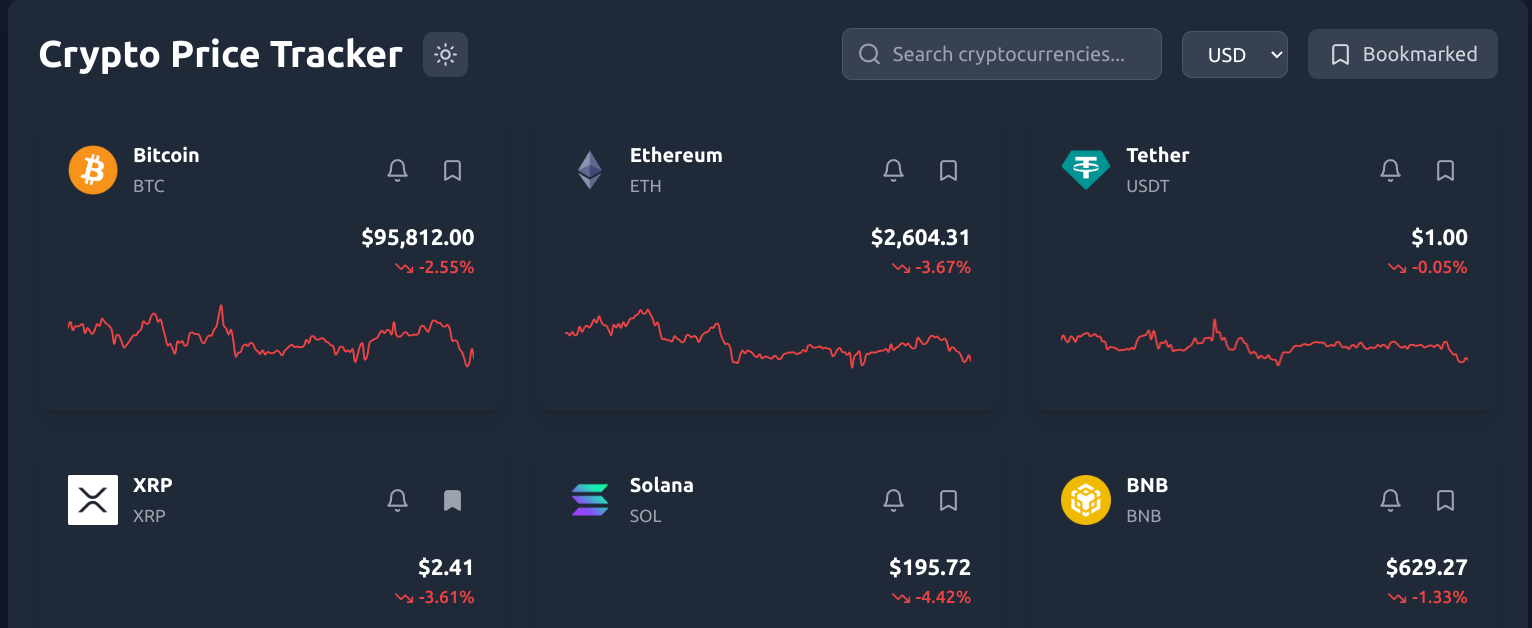 Crypto Price Tracker
Search cryptocurrencies...
USD
Bookmarked
Bitcoin
BTC
$95,812.00
-2.55%
Ethereum
ETH
$2,604.31
-3.67%
Tether
USDT
$1.00
-0.05%
XRP
XRP
$2.41
-3.61%
Solana
SOL
$195.72
-4.42%
BNB
BNB
$629.27
-1.33%